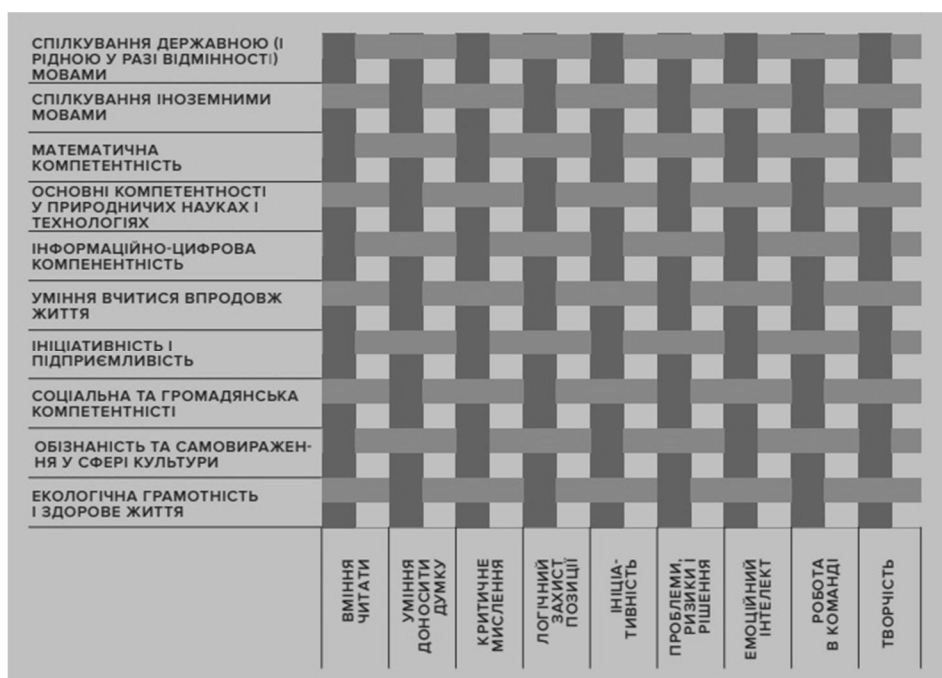 СПІЛКУВАННЯ ДЕРЖАВНОЮ (І
РІДНОЮ У РАЗІ ВІДМІННОСТІ)
МОВАМИ
СПІЛКУВАННЯ ІНОЗЕМНИМИ
МОВАМИ
МАТЕМАТИЧНА
КОМПЕТЕНТНІСТЬ
ОСНОВНІ КОМПЕТЕНТНОСТІ
У ПРИРОДНИЧИХ НАУКАХ І
ТЕХНОЛОГІЯХ
ІНФОРМАЦІЙНО-ЦИФРОВА
КОМПЕНЕНТНІСТЬ
УМІННЯ ВЧИТИСЯ ВПРОДОВЖ
ЖИТТЯ
ІНІЦІАТИВНІСТЬ І
ПІДПРИЄМЛИВІСТЬ
СОЦІАЛЬНА ТА ГРОМАДЯНСЬКА
КОМПЕТЕНТНІСТІ
ОБІЗНАНІСТЬ ТА САМОВИРАЖЕН-
НЯ У СФЕРІ КУЛЬТУРИ
ЕКОЛОГІЧНА ГРАМОТНІСТЬ
І ЗДОРОВЕ ЖИТТЯ
ВМІННЯ
ЧИТАТИ
УМІННЯ
ДОНОСИТИ
ДУМКУ
КРИТИЧНЕ
МИСЛЕННЯ
ЛОГІЧНИЙ
ЗАХИСТ
ПОЗИЦІЇ
ІНІЦІА-
ТИВНІСТЬ
ПРОБЛЕМИ,
РИЗИКИ І
РІШЕННЯ
ЕМОЦІЙНИЙ
ІНТЕЛЕКТ
РОБОТА
В КОМАНДІ
ТВОРЧІСТЬ